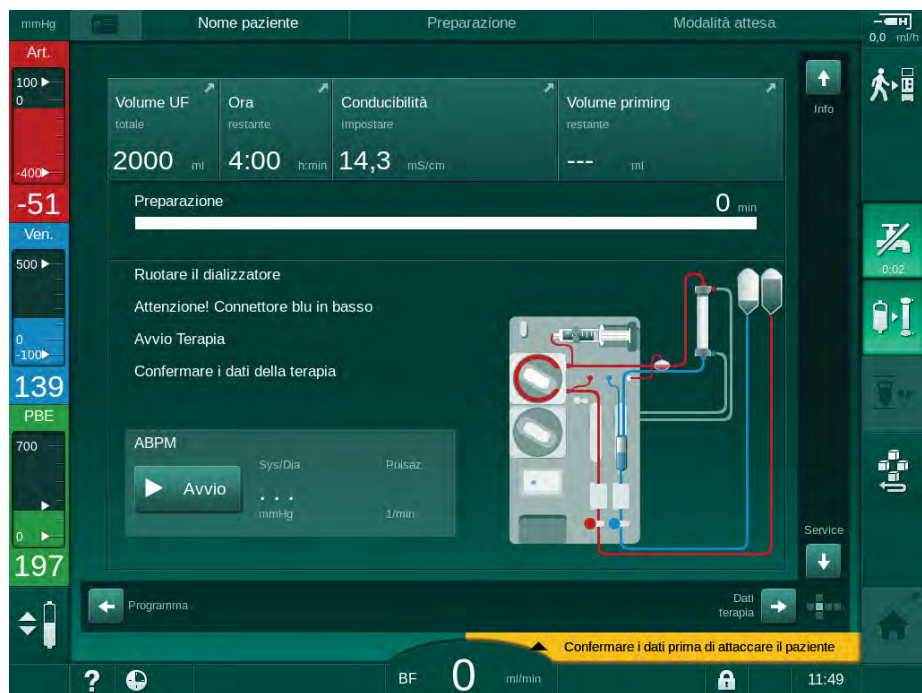 mmHg
Nome paziente
Preparazione
Modalità attesa
0,0 ml/h
Art.
100
0
-400
-51
Ven.
500
0
-100
139
PBE
700
0
197
Info
Volume UF
totale
2000 ml
Ora
restante
4:00 h:min
Conducibilità
impostare
14,3 mS/cm
Volume priming
restante
--- ml
Preparazione
0 min
Ruotare il dializzatore
Attenzione! Connettore blu in basso
Avvio Terapia
Confermare i dati della terapia
ABPM
Avvio
Sys/Dia
. . .
mmHg
Pulsaz.
1/min
Service
0:02
Programma
Dati
terapia
Confermare i dati prima di attaccare il paziente
?
BF 0 ml/min
11:49